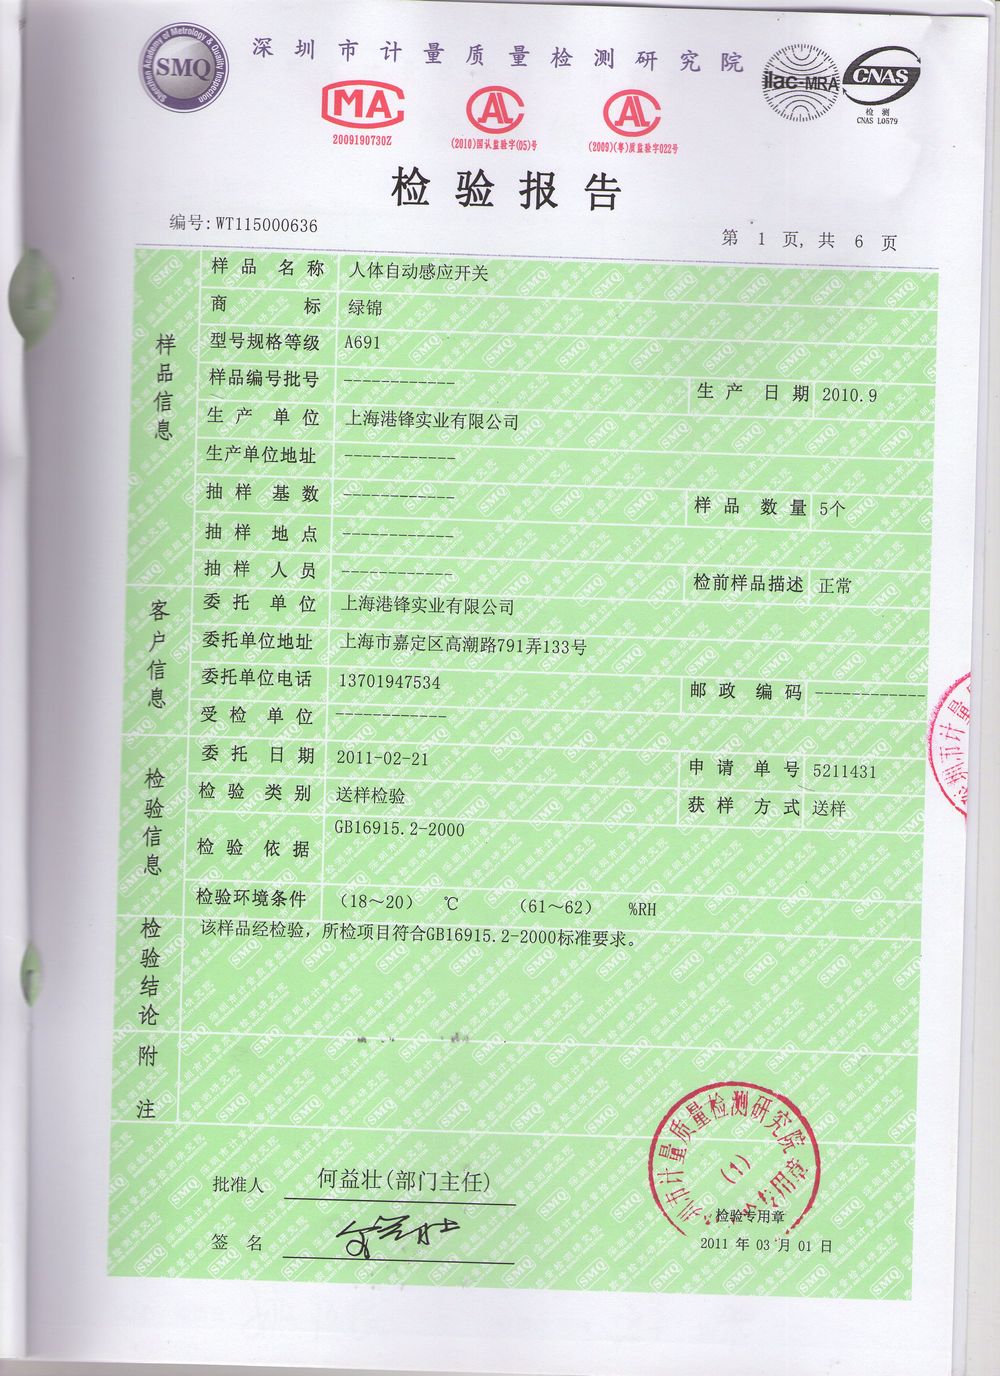 深圳市计量质量检测研究院
Shenzhen Academy of Metrology & Quality Inspection
SMQ
MA
2009190730Z
AL
(2010)国认监验字(05)号
AL
(2009)(粤)质监验字022号
ilac-MRA
CNAS
检 测
CNAS L0579
检验报告
编号:WT115000636
第 1 页, 共 6 页
样品信息
样品名称 人体自动感应开关
商标 绿锦
型号规格等级 A691
样品编号批号 ------------ 生产日期 2010.9
生产单位 上海港锋实业有限公司
生产单位地址 ------------
抽样基数 ------------ 样品数量 5个
抽样地点 ------------
抽样人员 ------------ 检前样品描述 正常
客户信息
委托单位 上海港锋实业有限公司
委托单位地址 上海市嘉定区高潮路791弄133号
委托单位电话 13701947534 邮政编码 ------------
受检单位 ------------
检验信息
委托日期 2011-02-21 申请单号 5211431
检验类别 送样检验 获样方式 送样
检验依据 GB16915.2-2000
检验环境条件 (18～20) ℃ (61～62) %RH
检验结论
该样品经检验，所检项目符合GB16915.2-2000标准要求。
附注
批准人 何益壮(部门主任)
签名
圳市计量质量检测研究院
(1)
专用章
检验专用章
2011 年 03 月 01 日